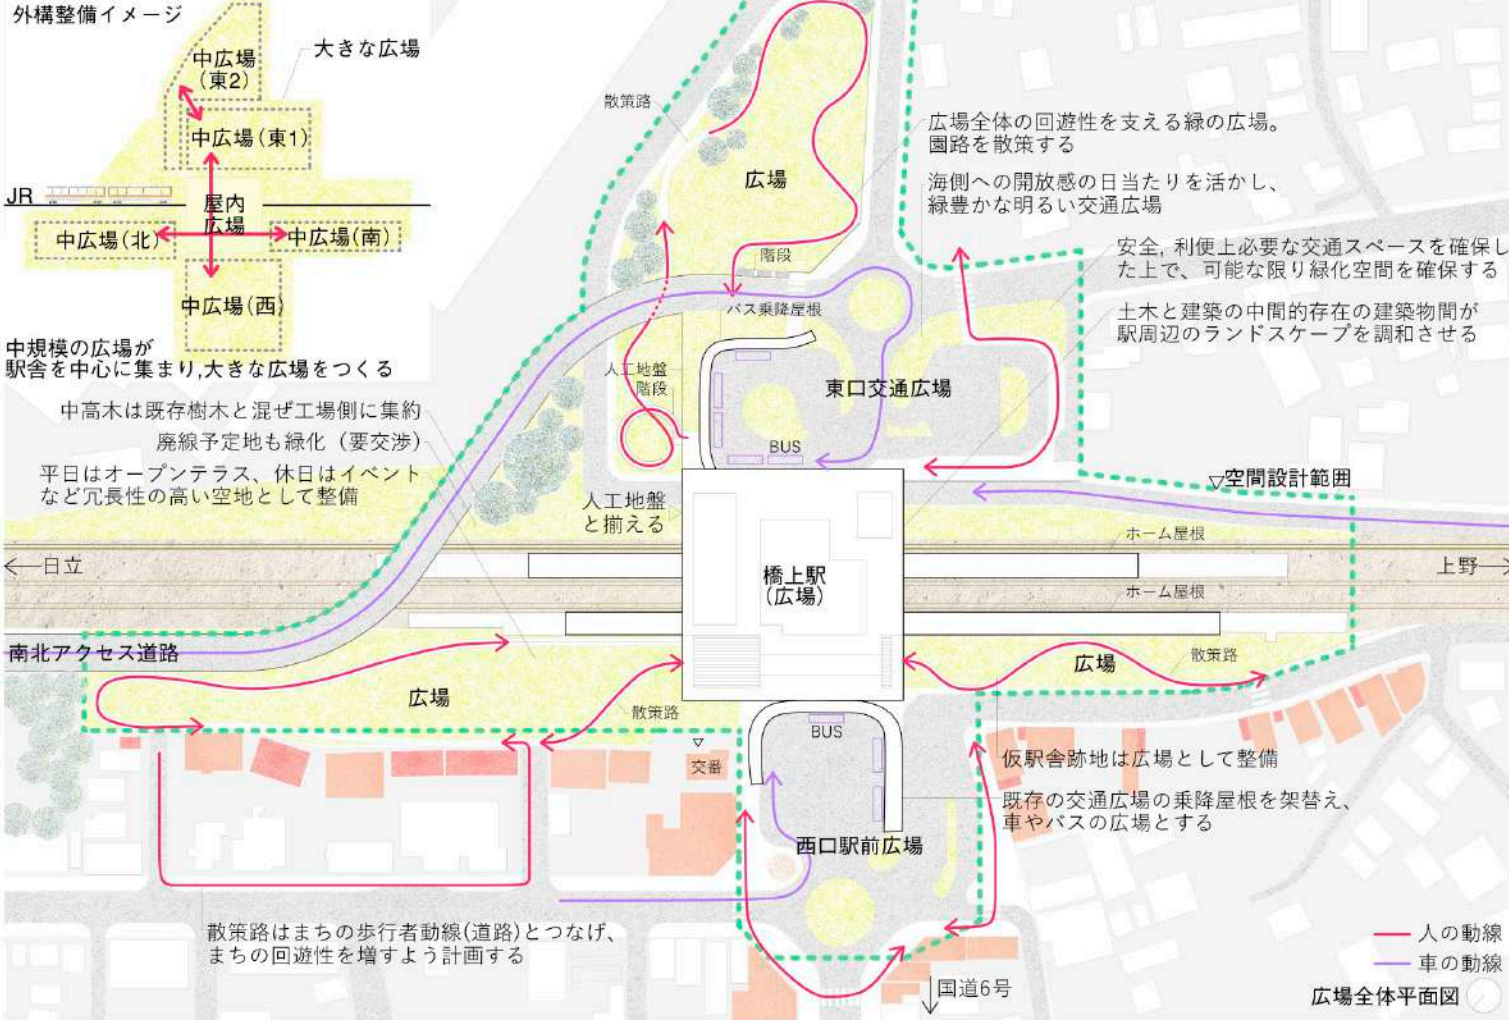 外構整備イメージ
中広場
(東2)
大きな広場
中広場(東1)
JR
屋内
広場
中広場(北)
中広場(南)
中広場(西)
中規模の広場が
駅舎を中心に集まり,大きな広場をつくる
中高木は既存樹木と混ぜ工場側に集約
廃線予定地も緑化（要交渉）
平日はオープンテラス、休日はイベント
など冗長性の高い空地として整備
散策路
広場
広場全体の回遊性を支える緑の広場。
園路を散策する
海側への開放感の日当たりを活かし、
緑豊かな明るい交通広場
安全, 利便上必要な交通スペースを確保し
た上で、可能な限り緑化空間を確保する
土木と建築の中間的存在の建築物間が
駅周辺のランドスケープを調和させる
階段
バス乗降屋根
人工地盤
階段
東口交通広場
BUS
▽空間設計範囲
人工地盤
と揃える
ホーム屋根
←日立
橋上駅
(広場)
上野→
ホーム屋根
南北アクセス道路
広場
散策路
広場
散策路
▽
交番
BUS
仮駅舎跡地は広場として整備
既存の交通広場の乗降屋根を架替え、
車やバスの広場とする
西口駅前広場
散策路はまちの歩行者動線(道路)とつなげ、
まちの回遊性を増すよう計画する
国道6号
人の動線
車の動線
広場全体平面図